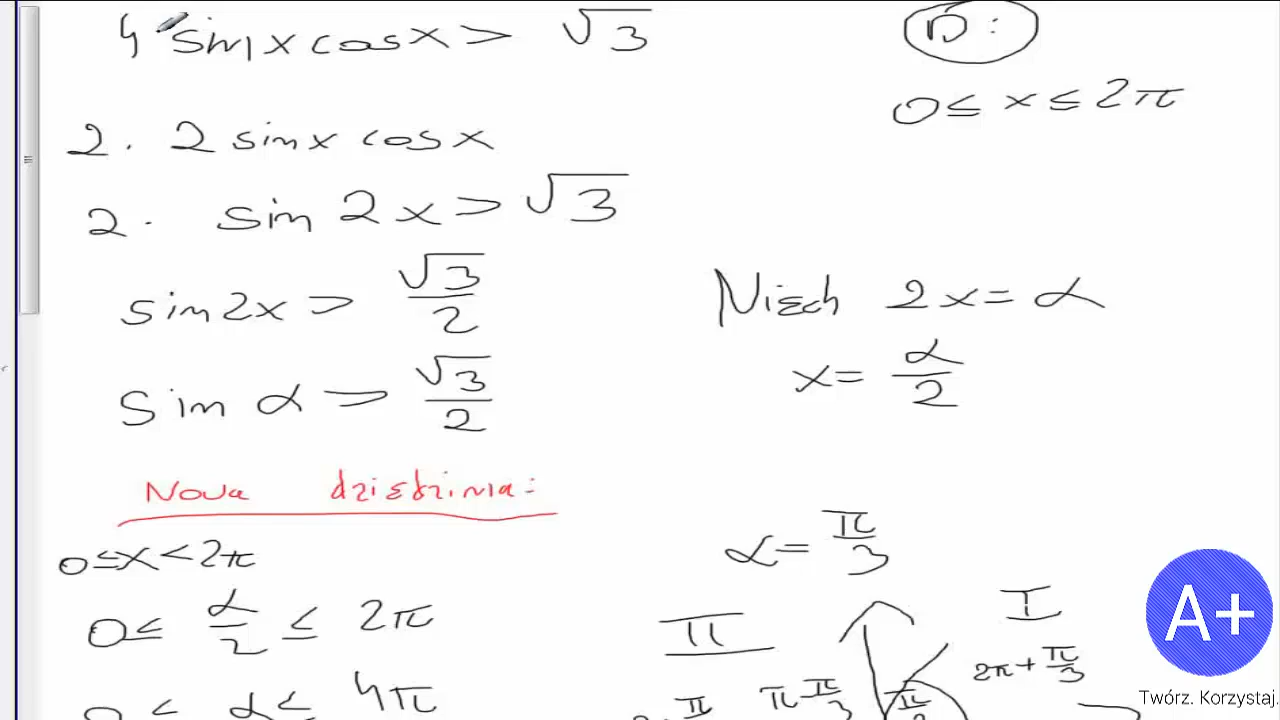 4 sin x cos x > √3
D:
0 ≤ x ≤ 2π
2 · 2 sin x cos x
2 · sin 2x > √3
sin 2x > √3/2
Niech 2x = α
x = α/2
sin α > √3/2
Nowa dziedzina:
0 ≤ x < 2π
α = π/3
0 ≤ α/2 ≤ 2π
II
I
2π + π/3
0 ≤ α ≤ 4π
π π/3
A+
Twórz. Korzystaj.